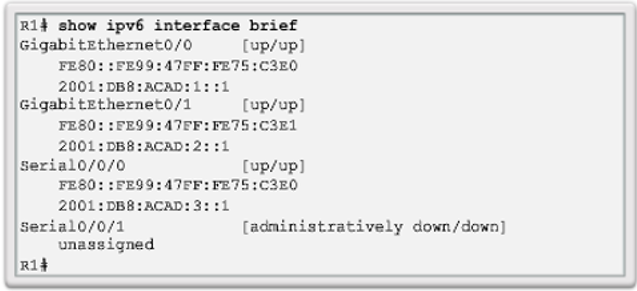 R1# show ipv6 interface brief
GigabitEthernet0/0 [up/up]
FE80::FE99:47FF:FE75:C3E0
2001:DB8:ACAD:1::1
GigabitEthernet0/1 [up/up]
FE80::FE99:47FF:FE75:C3E1
2001:DB8:ACAD:2::1
Serial0/0/0 [up/up]
FE80::FE99:47FF:FE75:C3E0
2001:DB8:ACAD:3::1
Serial0/0/1 [administratively down/down]
unassigned
R1#